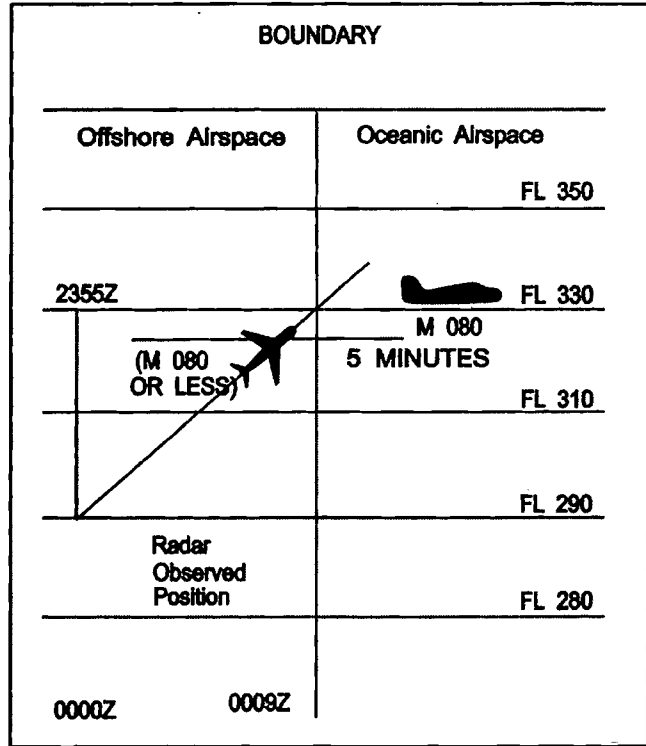 BOUNDARY
Offshore Airspace
Oceanic Airspace
FL 350
2355Z
FL 330
(M 080
OR LESS)
M 080
5 MINUTES
FL 310
FL 290
Radar
Observed
Position
FL 280
0000Z
0009Z